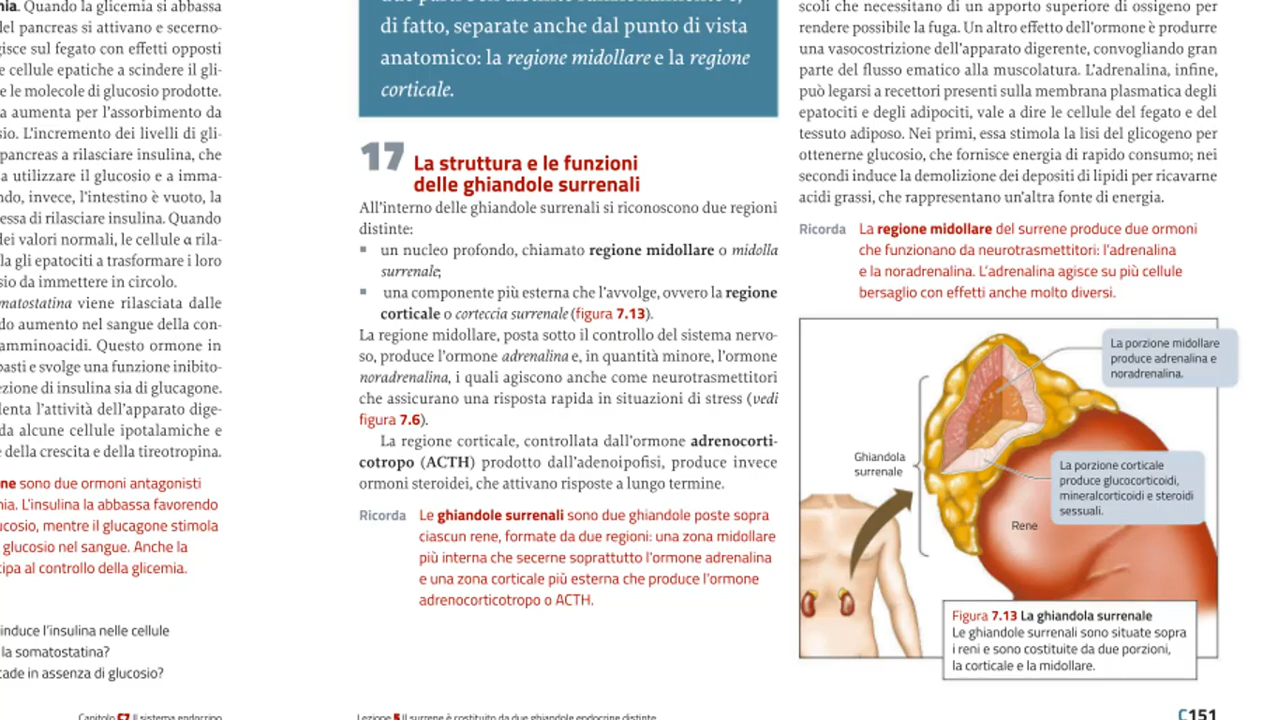 mia. Quando la glicemia si abbassa
del pancreas si attivano e secerno-
gisce sul fegato con effetti opposti
e cellule epatiche a scindere il gli-
e le molecole di glucosio prodotte.
a aumenta per l'assorbimento da
sio. L'incremento dei livelli di gli-
pancreas a rilasciare insulina, che
a utilizzare il glucosio e a imma-
ndo, invece, l'intestino è vuoto, la
essa di rilasciare insulina. Quando
dei valori normali, le cellule α rila-
la gli epatociti a trasformare i loro
sio da immettere in circolo.
matostatina viene rilasciata dalle
do aumento nel sangue della con-
amminoacidi. Questo ormone in
pasti e svolge una funzione inibito-
ezione di insulina sia di glucagone.
lenta l'attività dell'apparato dige-
da alcune cellule ipotalamiche e
e della crescita e della tireotropina.
ne sono due ormoni antagonisti
mia. L'insulina la abbassa favorendo
ucosio, mentre il glucagone stimola
glucosio nel sangue. Anche la
cipa al controllo della glicemia.
induce l'insulina nelle cellule
la somatostatina?
cade in assenza di glucosio?
Capitolo C7 Il sistema endocrino
di fatto, separate anche dal punto di vista
anatomico: la regione midollare e la regione
corticale.
17 La struttura e le funzioni
delle ghiandole surrenali
All'interno delle ghiandole surrenali si riconoscono due regioni
distinte:
▪ un nucleo profondo, chiamato regione midollare o midolla
surrenale;
▪ una componente più esterna che l'avvolge, ovvero la regione
corticale o corteccia surrenale (figura 7.13).
La regione midollare, posta sotto il controllo del sistema nervo-
so, produce l'ormone adrenalina e, in quantità minore, l'ormone
noradrenalina, i quali agiscono anche come neurotrasmettitori
che assicurano una risposta rapida in situazioni di stress (vedi
figura 7.6).
La regione corticale, controllata dall'ormone adrenocorti-
cotropo (ACTH) prodotto dall'adenoipofisi, produce invece
ormoni steroidei, che attivano risposte a lungo termine.
Ricorda Le ghiandole surrenali sono due ghiandole poste sopra
ciascun rene, formate da due regioni: una zona midollare
più interna che secerne soprattutto l'ormone adrenalina
e una zona corticale più esterna che produce l'ormone
adrenocorticotropo o ACTH.
Lezione 5 Il surrene è costituito da due ghiandole endocrine distinte
scoli che necessitano di un apporto superiore di ossigeno per
rendere possibile la fuga. Un altro effetto dell'ormone è produrre
una vasocostrizione dell'apparato digerente, convogliando gran
parte del flusso ematico alla muscolatura. L'adrenalina, infine,
può legarsi a recettori presenti sulla membrana plasmatica degli
epatociti e degli adipociti, vale a dire le cellule del fegato e del
tessuto adiposo. Nei primi, essa stimola la lisi del glicogeno per
ottenerne glucosio, che fornisce energia di rapido consumo; nei
secondi induce la demolizione dei depositi di lipidi per ricavarne
acidi grassi, che rappresentano un'altra fonte di energia.
Ricorda La regione midollare del surrene produce due ormoni
che funzionano da neurotrasmettitori: l'adrenalina
e la noradrenalina. L'adrenalina agisce su più cellule
bersaglio con effetti anche molto diversi.
La porzione midollare
produce adrenalina e
noradrenalina.
Ghiandola
surrenale
La porzione corticale
produce glucocorticoidi,
mineralcorticoidi e steroidi
sessuali.
Rene
Figura 7.13 La ghiandola surrenale
Le ghiandole surrenali sono situate sopra
i reni e sono costituite da due porzioni,
la corticale e la midollare.
C151